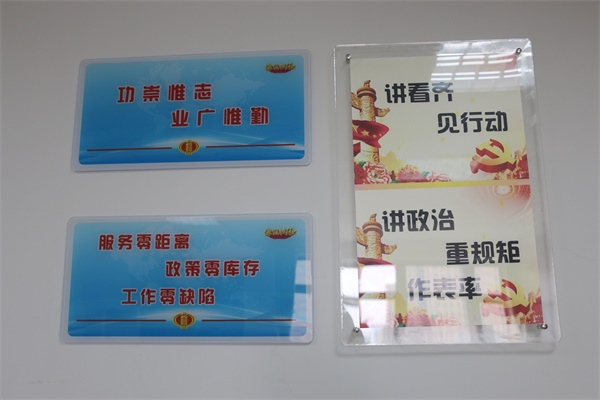 功崇惟志
业广惟勤
服务零距离
政策零库存
工作零缺陷
讲看齐
见行动
讲政治
重规矩
作表率